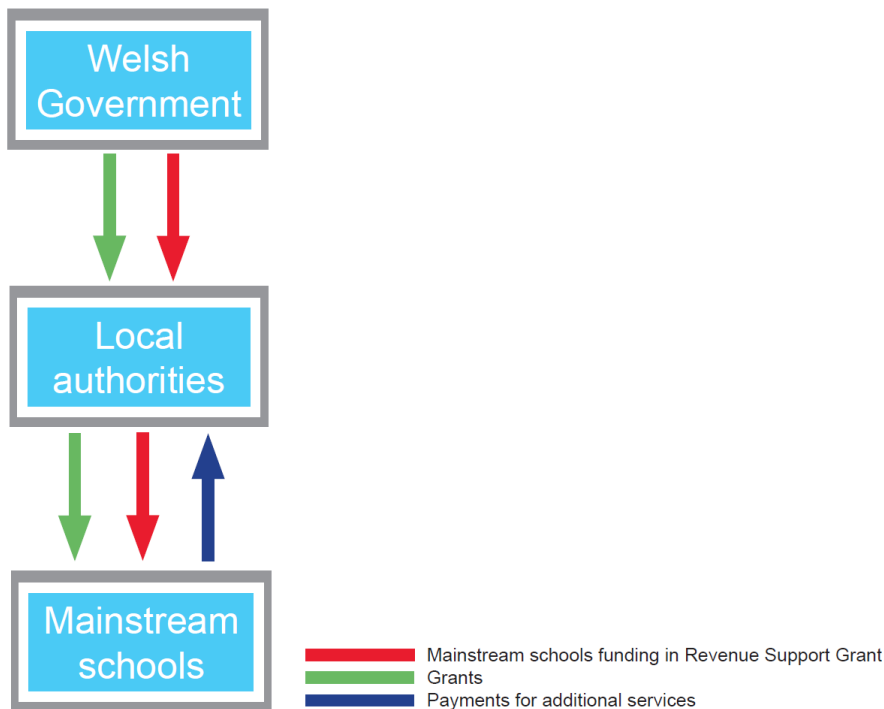 Welsh
Government
Local
authorities
Mainstream
schools
Mainstream schools funding in Revenue Support Grant
Grants
Payments for additional services